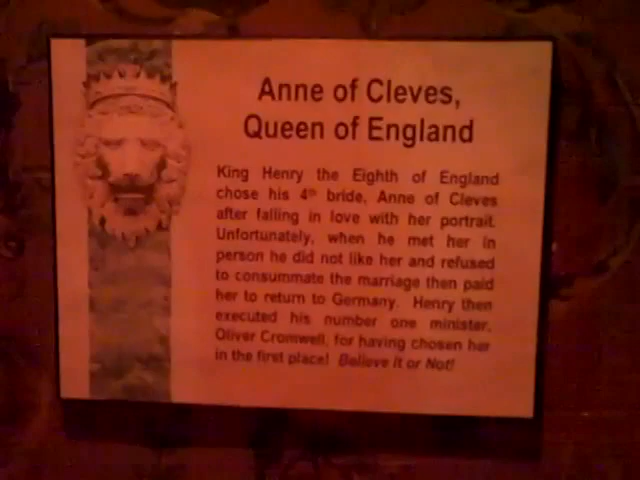 Anne of Cleves,
Queen of England
King Henry the Eighth of England
chose his 4th bride, Anne of Cleves
after falling in love with her portrait.
Unfortunately, when he met her in
person he did not like her and refused
to consummate the marriage then paid
her to return to Germany. Henry then
executed his number one minister,
Oliver Cromwell, for having chosen her
in the first place! Believe It or Not!